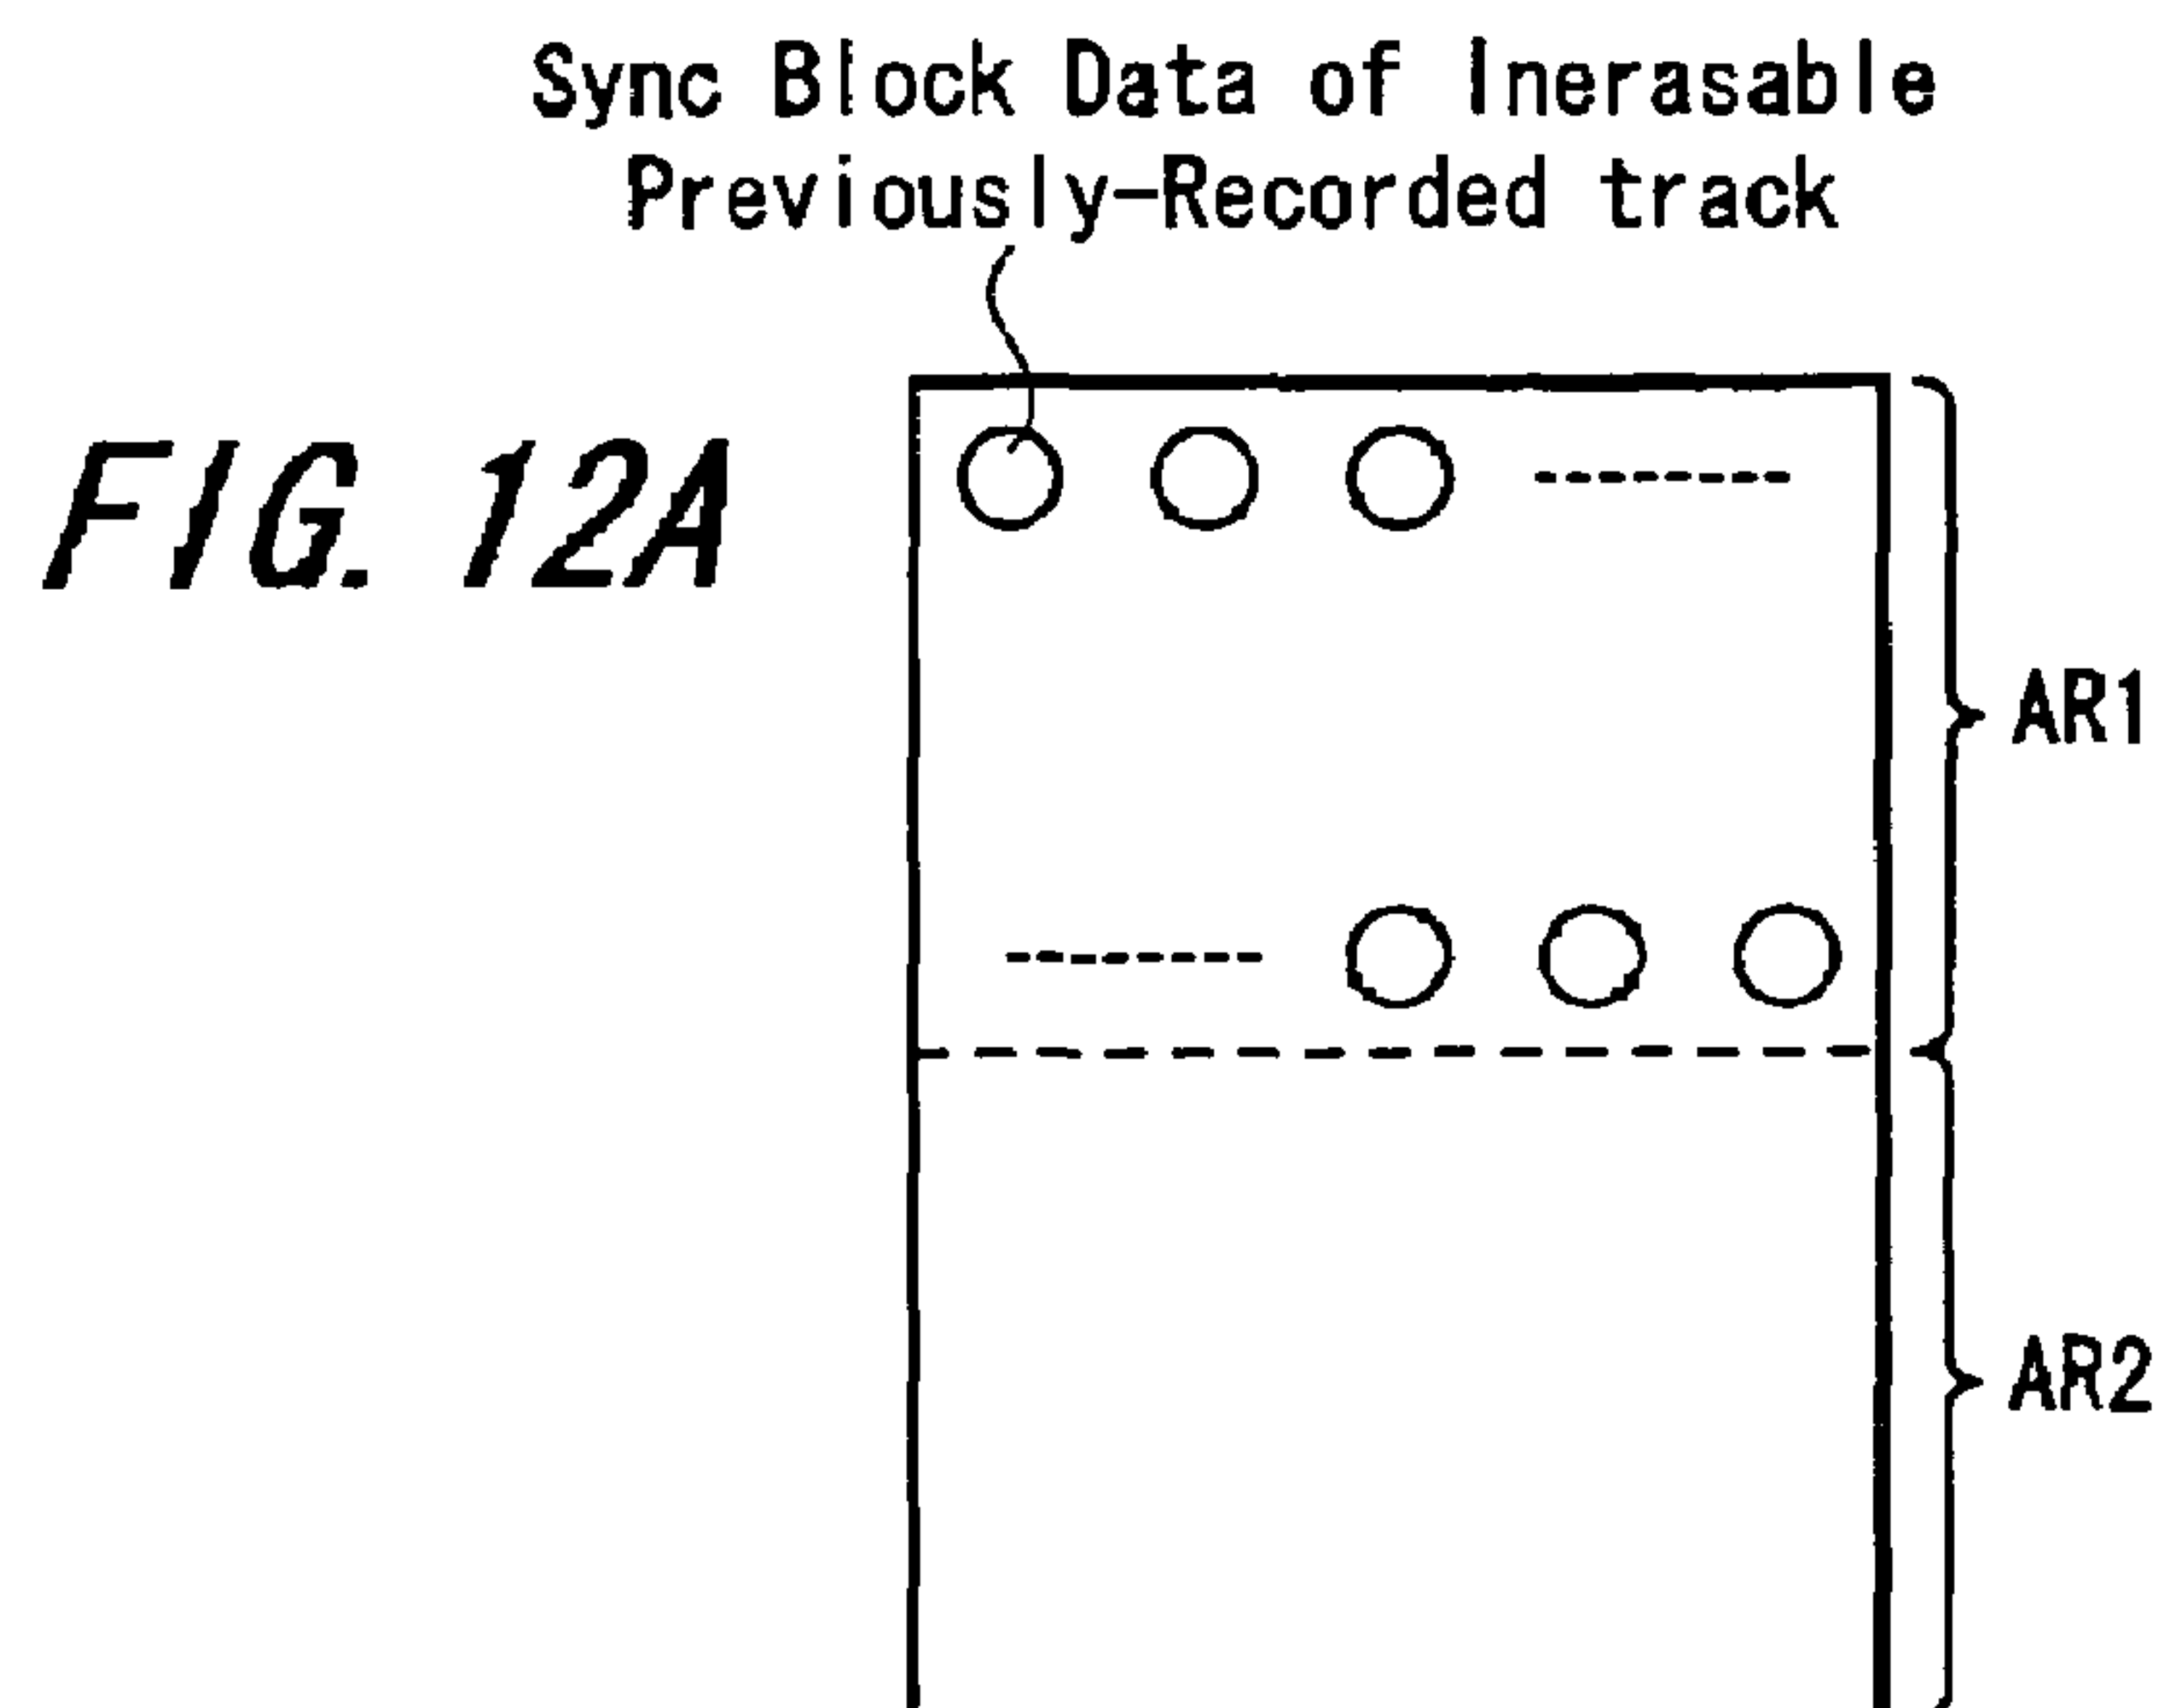 Sync Block Data of Inerasable
Previously-Recorded track
FIG. 12A
AR1
AR2